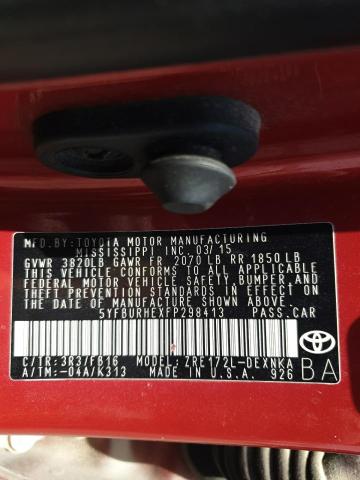 MFD.BY:TOYOTA MOTOR MANUFACTURING
MISSISSIPPI INC 03/15
GVWR 3820LB GAWR FR 2070 LB RR 1850 LB
THIS VEHICLE CONFORMS TO ALL APPLICABLE
FEDERAL MOTOR VEHICLE SAFETY BUMPER, AND
THEFT PREVENTION STANDARDS IN EFFECT ON
THE DATE OF MANUFACTURE SHOWN ABOVE.
5YFBURHEXFP298413 PASS.CAR
C/TR:3R3/FB16 MODEL:ZRE172L-DEXNKA
A/TM:-04A/K313 MADE IN U.S.A. 926
BA